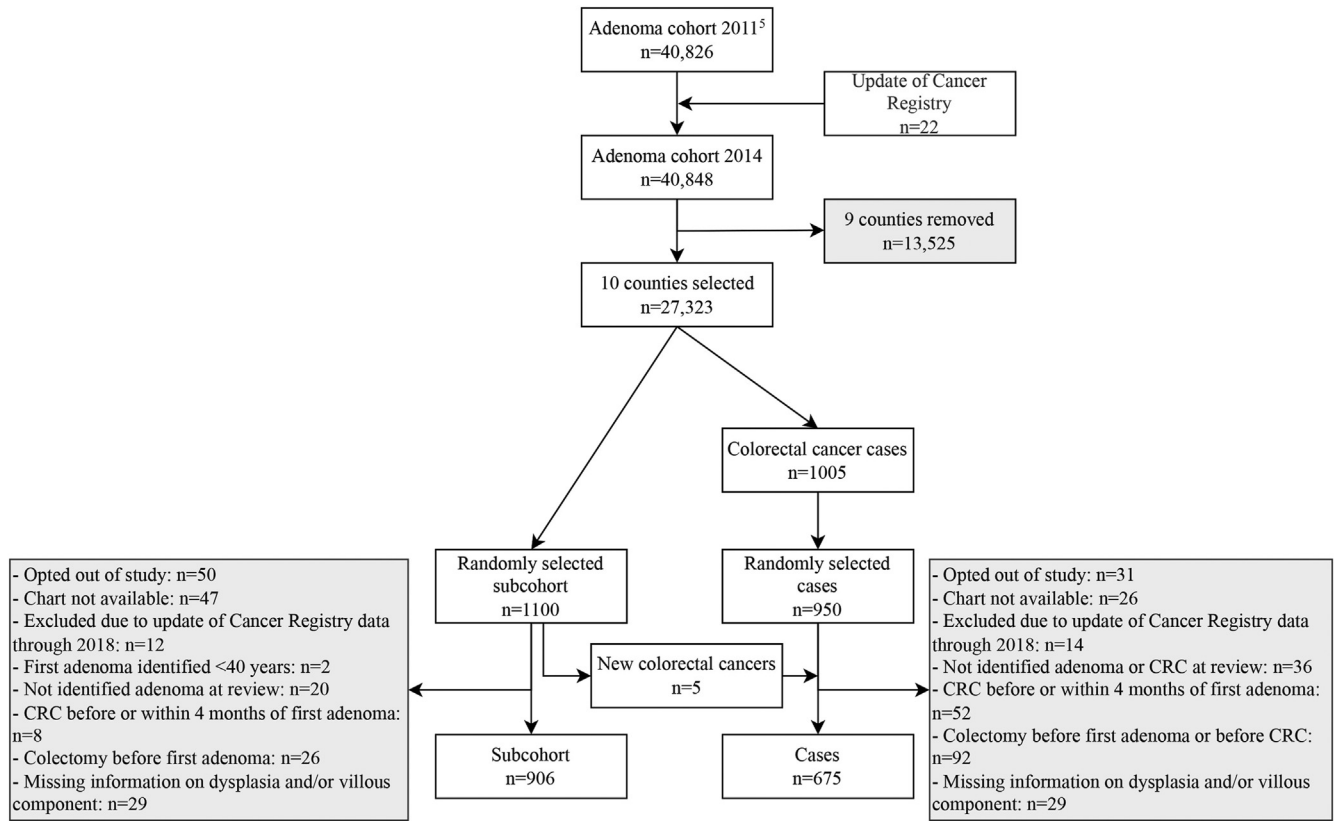 Adenoma cohort 2011⁵
n=40,826
Update of Cancer
Registry
n=22
Adenoma cohort 2014
n=40,848
9 counties removed
n=13,525
10 counties selected
n=27,323
Colorectal cancer cases
n=1005
Randomly selected
subcohort
n=1100
Randomly selected
cases
n=950
- Opted out of study: n=50
- Chart not available: n=47
- Excluded due to update of Cancer Registry data
through 2018: n=12
- First adenoma identified <40 years: n=2
- Not identified adenoma at review: n=20
- CRC before or within 4 months of first adenoma:
n=8
- Colectomy before first adenoma: n=26
- Missing information on dysplasia and/or villous
component: n=29
New colorectal cancers
n=5
- Opted out of study: n=31
- Chart not available: n=26
- Excluded due to update of Cancer Registry data
through 2018: n=14
- Not identified adenoma or CRC at review: n=36
- CRC before or within 4 months of first adenoma:
n=52
- Colectomy before first adenoma or before CRC:
n=92
- Missing information on dysplasia and/or villous
component: n=29
Subcohort
n=906
Cases
n=675